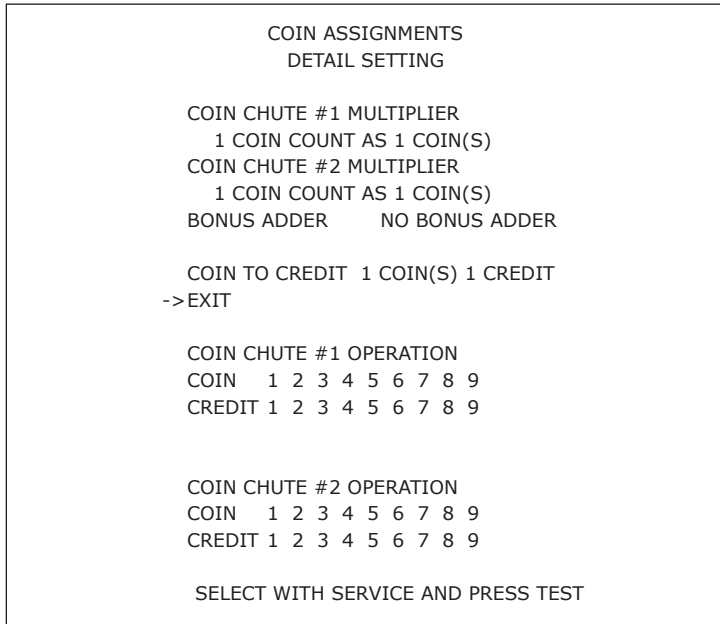 COIN ASSIGNMENTS
DETAIL SETTING
COIN CHUTE #1 MULTIPLIER
1 COIN COUNT AS 1 COIN(S)
COIN CHUTE #2 MULTIPLIER
1 COIN COUNT AS 1 COIN(S)
BONUS ADDER NO BONUS ADDER
COIN TO CREDIT 1 COIN(S) 1 CREDIT
->EXIT
COIN CHUTE #1 OPERATION
COIN 1 2 3 4 5 6 7 8 9
CREDIT 1 2 3 4 5 6 7 8 9
COIN CHUTE #2 OPERATION
COIN 1 2 3 4 5 6 7 8 9
CREDIT 1 2 3 4 5 6 7 8 9
SELECT WITH SERVICE AND PRESS TEST